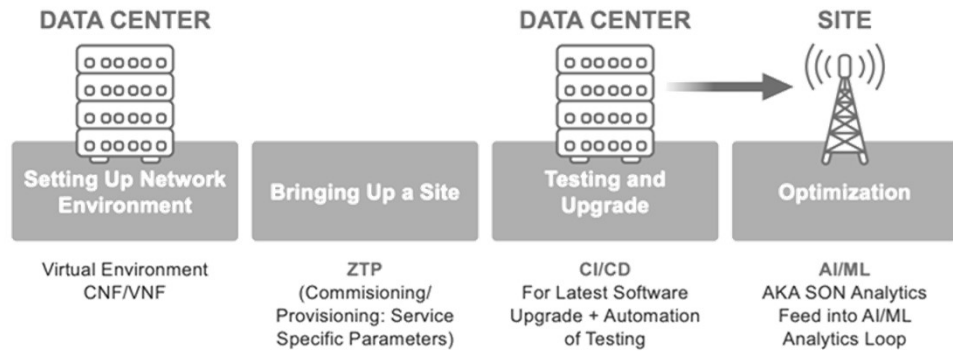 DATA CENTER
DATA CENTER
SITE
Setting Up Network
Environment
Bringing Up a Site
Testing and
Upgrade
Optimization
Virtual Environment
CNF/VNF
ZTP
(Commisioning/
Provisioning: Service
Specific Parameters)
CI/CD
For Latest Software
Upgrade + Automation
of Testing
AI/ML
AKA SON Analytics
Feed into AI/ML
Analytics Loop